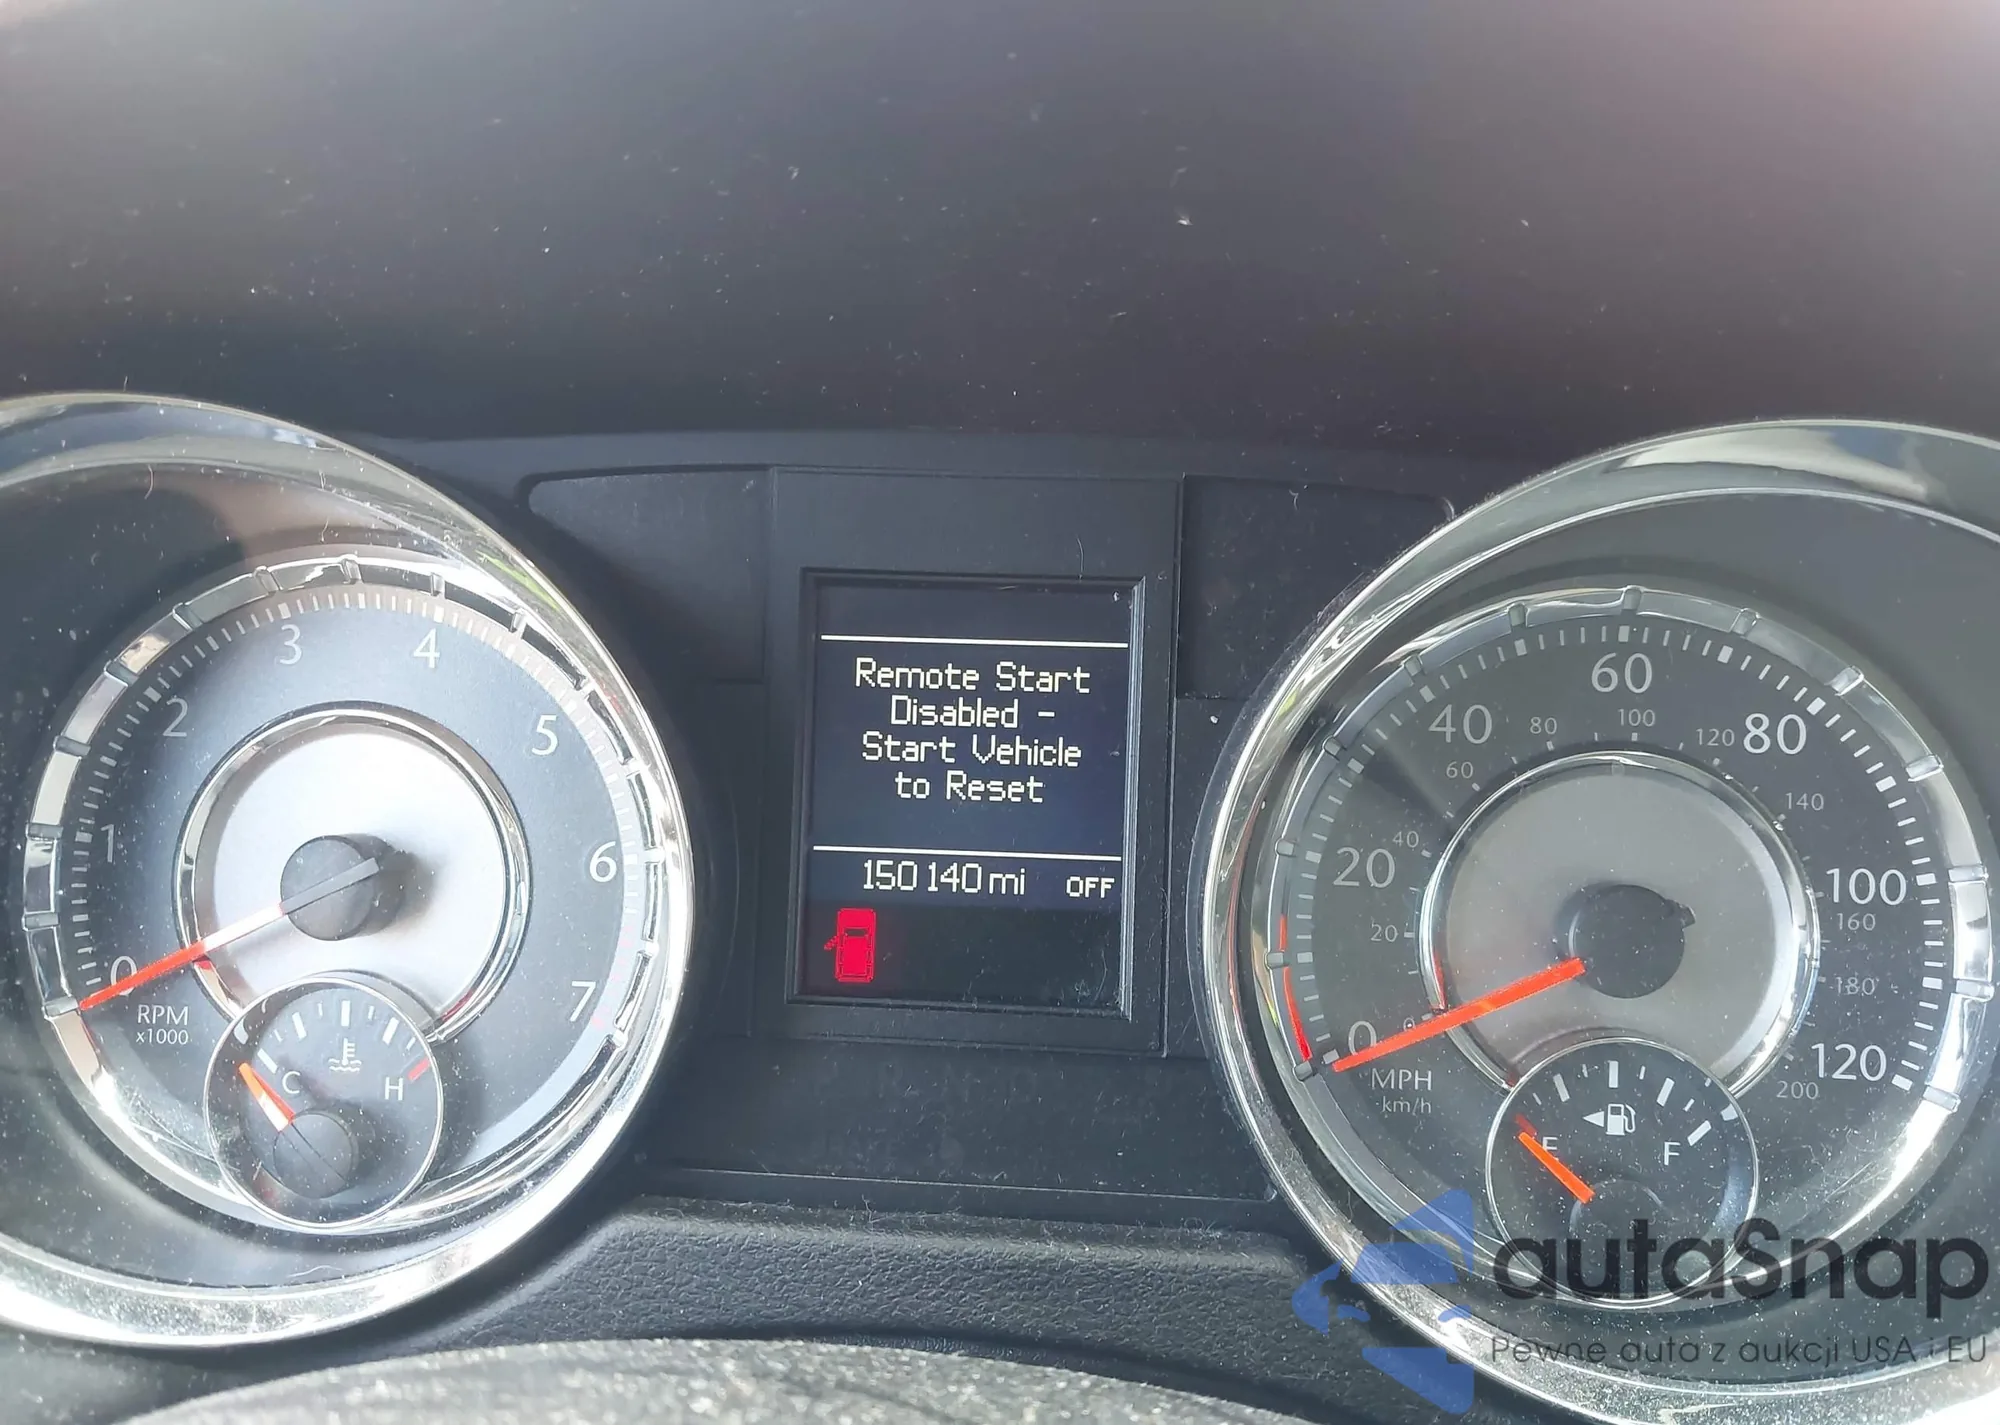 Remote Start
Disabled -
Start Vehicle
to Reset
150140 mi OFF
0
1
2
3
4
5
6
7
RPM
x1000
C
H
0
20
40
60
80
100
120
0
20
40
60
80
100
120
140
160
180
200
MPH
km/h
E
F
autaSnap
Pewne auta z aukcji USA i EU